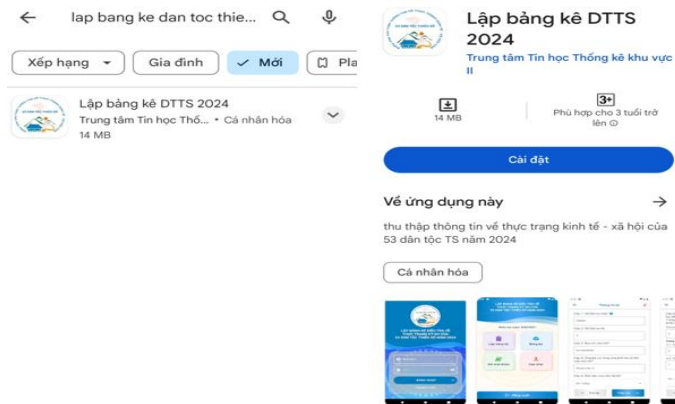 lap bang ke dan toc thie...
Xếp hạng
Gia đình
Mới
Pla
Lập bảng kê DTTS 2024
Trung tâm Tin học Thố... • Cá nhân hóa
14 MB
Lập bảng kê DTTS
2024
Trung tâm Tin học Thống kê khu vực
II
14 MB
3+
Phù hợp cho 3 tuổi trở
lên
Cài đặt
Về ứng dụng này
thu thập thông tin về thực trạng kinh tế - xã hội của
53 dân tộc TS năm 2024
Cá nhân hóa